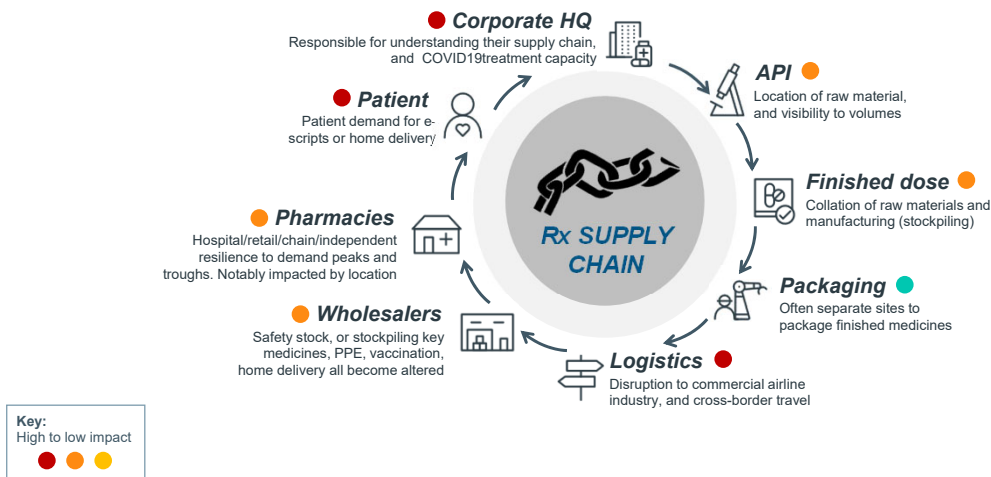 Corporate HQ
Responsible for understanding their supply chain,
and COVID19treatment capacity
API
Location of raw material,
and visibility to volumes
Finished dose
Collation of raw materials and
manufacturing (stockpiling)
Packaging
Often separate sites to
package finished medicines
Logistics
Disruption to commercial airline
industry, and cross-border travel
Wholesalers
Safety stock, or stockpiling key
medicines, PPE, vaccination,
home delivery all become altered
Pharmacies
Hospital/retail/chain/independent
resilience to demand peaks and
troughs. Notably impacted by location
Patient
Patient demand for e-
scripts or home delivery
Rx SUPPLY
CHAIN
Key:
High to low impact